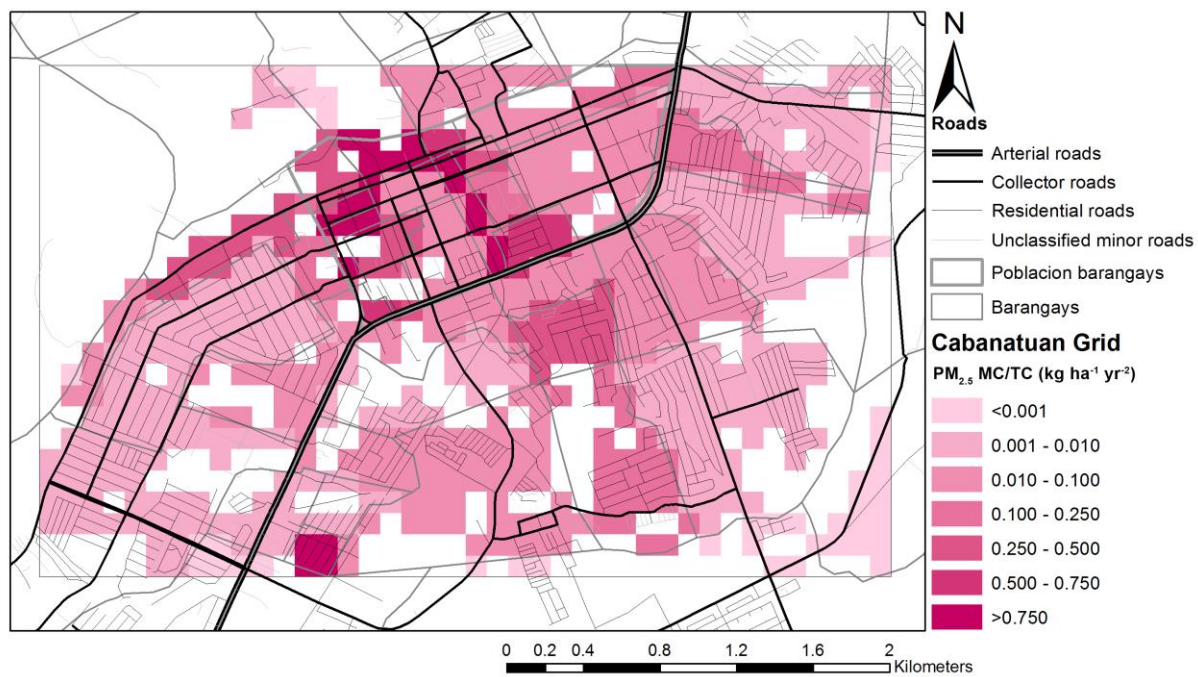 N
Roads
Arterial roads
Collector roads
Residential roads
Unclassified minor roads
Poblacion barangays
Barangays
Cabanatuan Grid
PM₂.₅ MC/TC (kg ha⁻¹ yr⁻²)
<0.001
0.001 - 0.010
0.010 - 0.100
0.100 - 0.250
0.250 - 0.500
0.500 - 0.750
>0.750
0 0.2 0.4 0.8 1.2 1.6 2
Kilometers